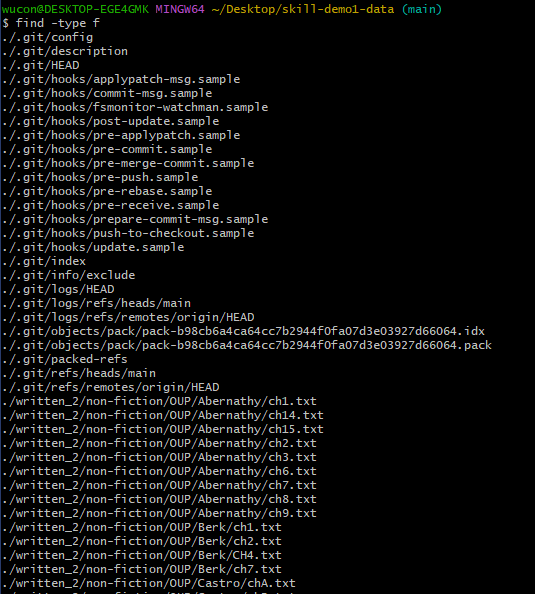 wucon@DESKTOP-EGE4GMK MINGW64 ~/Desktop/skill-demo1-data (main)
$ find -type f
./.git/config
./.git/description
./.git/HEAD
./.git/hooks/applypatch-msg.sample
./.git/hooks/commit-msg.sample
./.git/hooks/fsmonitor-watchman.sample
./.git/hooks/post-update.sample
./.git/hooks/pre-applypatch.sample
./.git/hooks/pre-commit.sample
./.git/hooks/pre-merge-commit.sample
./.git/hooks/pre-push.sample
./.git/hooks/pre-rebase.sample
./.git/hooks/pre-receive.sample
./.git/hooks/prepare-commit-msg.sample
./.git/hooks/push-to-checkout.sample
./.git/hooks/update.sample
./.git/index
./.git/info/exclude
./.git/logs/HEAD
./.git/logs/refs/heads/main
./.git/logs/refs/remotes/origin/HEAD
./.git/objects/pack/pack-b98cb6a4ca64cc7b2944f0fa07d3e03927d66064.idx
./.git/objects/pack/pack-b98cb6a4ca64cc7b2944f0fa07d3e03927d66064.pack
./.git/packed-refs
./.git/refs/heads/main
./.git/refs/remotes/origin/HEAD
./written_2/non-fiction/OUP/Abernathy/ch1.txt
./written_2/non-fiction/OUP/Abernathy/ch14.txt
./written_2/non-fiction/OUP/Abernathy/ch15.txt
./written_2/non-fiction/OUP/Abernathy/ch2.txt
./written_2/non-fiction/OUP/Abernathy/ch3.txt
./written_2/non-fiction/OUP/Abernathy/ch6.txt
./written_2/non-fiction/OUP/Abernathy/ch7.txt
./written_2/non-fiction/OUP/Abernathy/ch8.txt
./written_2/non-fiction/OUP/Abernathy/ch9.txt
./written_2/non-fiction/OUP/Berk/ch1.txt
./written_2/non-fiction/OUP/Berk/ch2.txt
./written_2/non-fiction/OUP/Berk/CH4.txt
./written_2/non-fiction/OUP/Berk/ch7.txt
./written_2/non-fiction/OUP/Castro/chA.txt